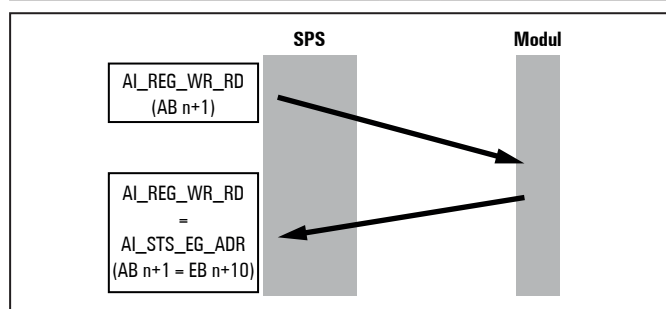 SPS
Modul
AI_REG_WR_RD
(AB n+1)
AI_REG_WR_RD
=
AI_STS_EG_ADR
(AB n+1 = EB n+10)